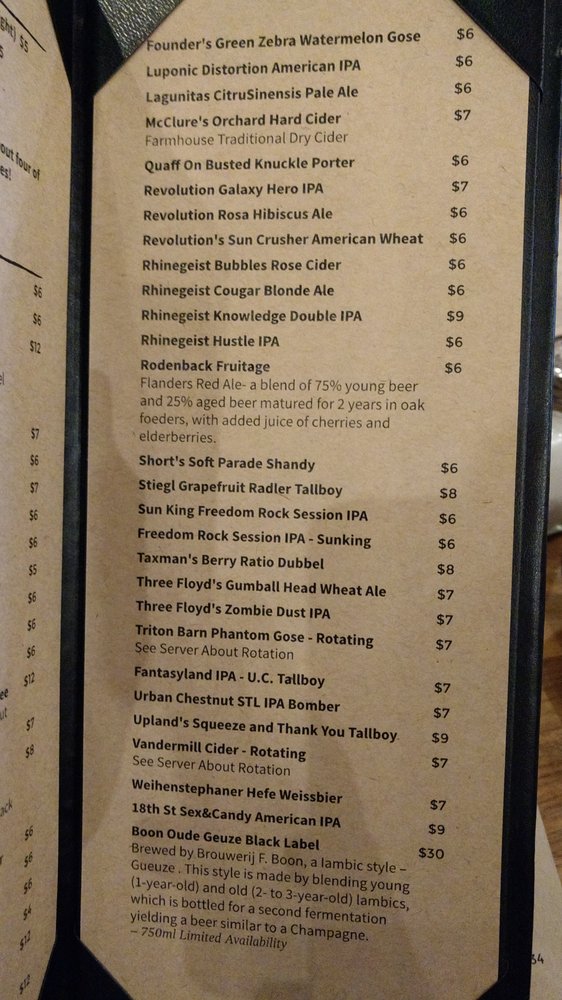 ght) $5
5
out four of
es!
$6
$6
$12
el
$7
$6
$7
$6
$6
$5
$6
$6
$6
$12
ee
ut
$7
$8
ack
$6
$6
$6
$4
$12
$12
Founder's Green Zebra Watermelon Gose $6
Luponic Distortion American IPA $6
Lagunitas CitruSinensis Pale Ale $6
McClure's Orchard Hard Cider $7
Farmhouse Traditional Dry Cider
Quaff On Busted Knuckle Porter $6
Revolution Galaxy Hero IPA $7
Revolution Rosa Hibiscus Ale $6
Revolution's Sun Crusher American Wheat $6
Rhinegeist Bubbles Rose Cider $6
Rhinegeist Cougar Blonde Ale $6
Rhinegeist Knowledge Double IPA $9
Rhinegeist Hustle IPA $6
Rodenback Fruitage $6
Flanders Red Ale- a blend of 75% young beer
and 25% aged beer matured for 2 years in oak
foeders, with added juice of cherries and
elderberries.
Short's Soft Parade Shandy $6
Stiegl Grapefruit Radler Tallboy $8
Sun King Freedom Rock Session IPA $6
Freedom Rock Session IPA - Sunking $6
Taxman's Berry Ratio Dubbel $8
Three Floyd's Gumball Head Wheat Ale $7
Three Floyd's Zombie Dust IPA $7
Triton Barn Phantom Gose - Rotating $7
See Server About Rotation
Fantasyland IPA - U.C. Tallboy $7
Urban Chestnut STL IPA Bomber $7
Upland's Squeeze and Thank You Tallboy $9
Vandermill Cider - Rotating $7
See Server About Rotation
Weihenstephaner Hefe Weissbier $7
18th St Sex&Candy American IPA $9
Boon Oude Geuze Black Label $30
Brewed by Brouwerij F. Boon, a lambic style –
Gueuze . This style is made by blending young
(1-year-old) and old (2- to 3-year-old) lambics,
which is bottled for a second fermentation
yielding a beer similar to a Champagne.
– 750ml Limited Availability
34